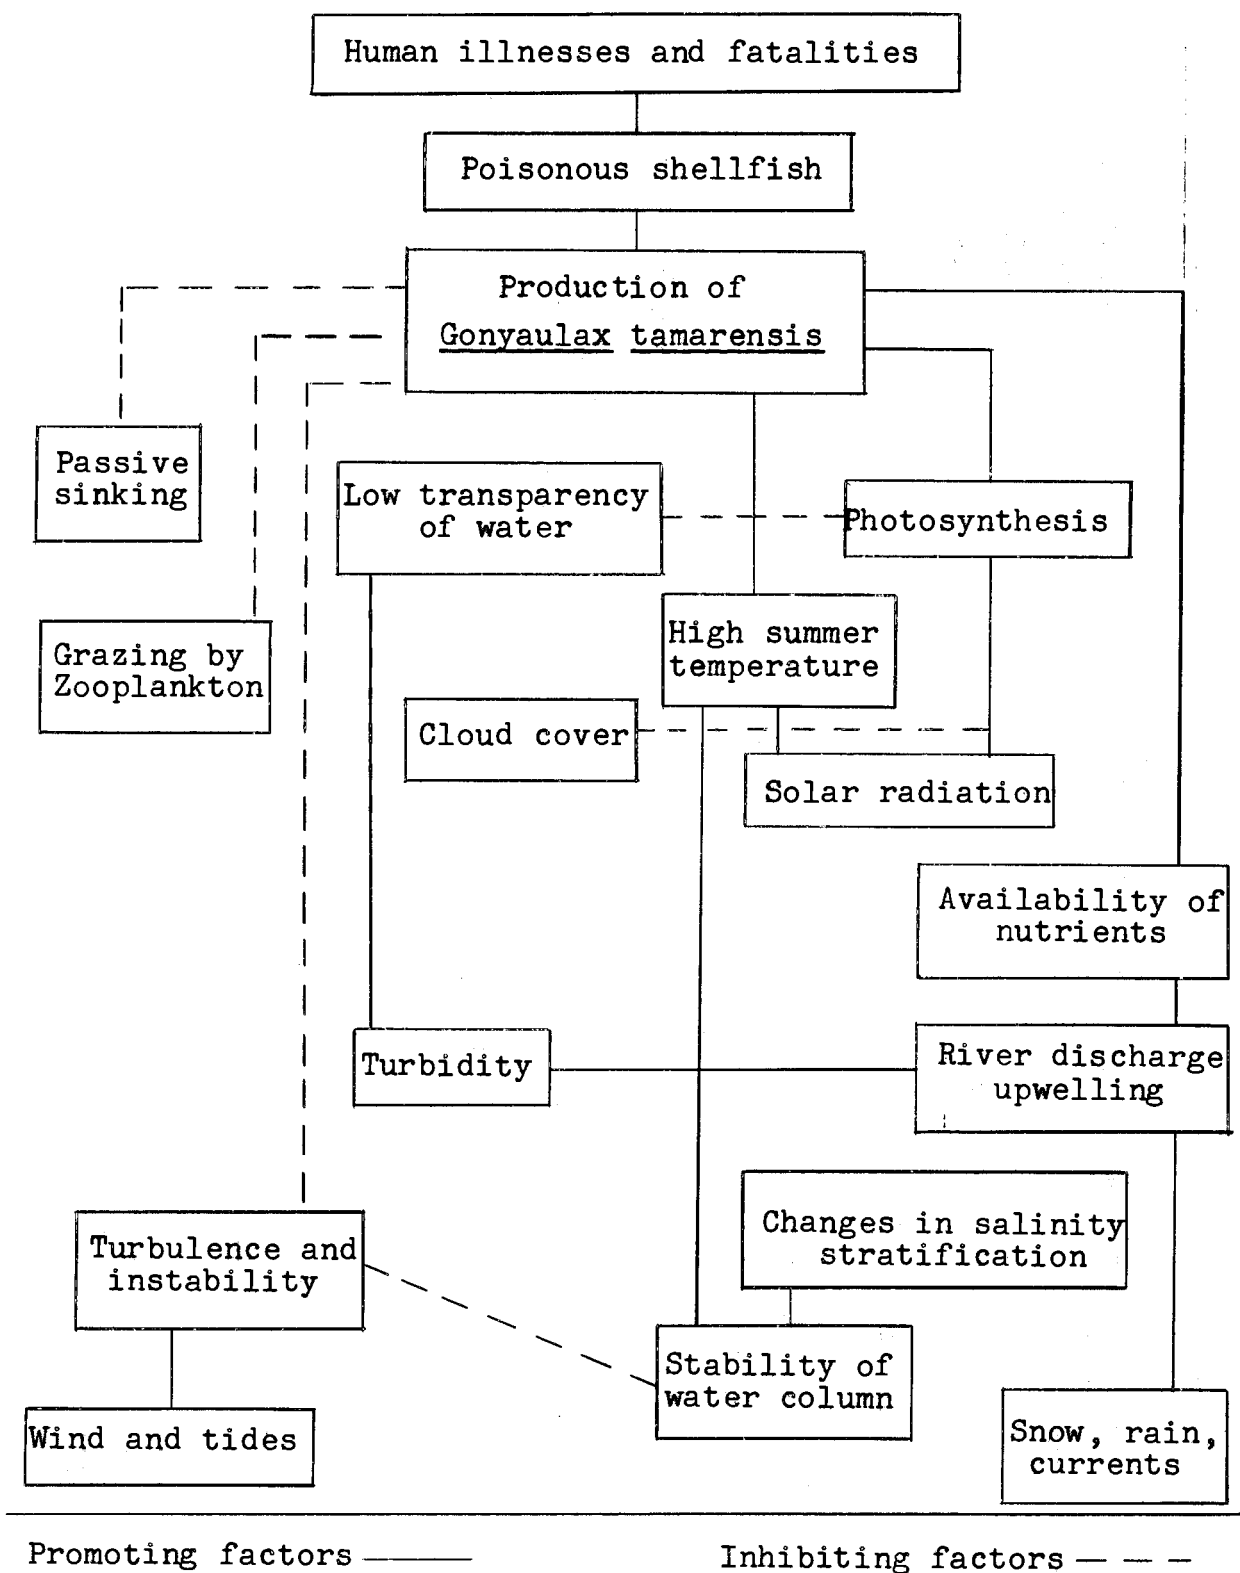 Human illnesses and fatalities
Poisonous shellfish
Production of
Gonyaulax tamarensis
Passive
sinking
Low transparency
of water
Photosynthesis
Grazing by
Zooplankton
High summer
temperature
Cloud cover
Solar radiation
Availability of
nutrients
Turbidity
River discharge
upwelling
Changes in salinity
stratification
Turbulence and
instability
Stability of
water column
Wind and tides
Snow, rain,
currents
Promoting factors
Inhibiting factors